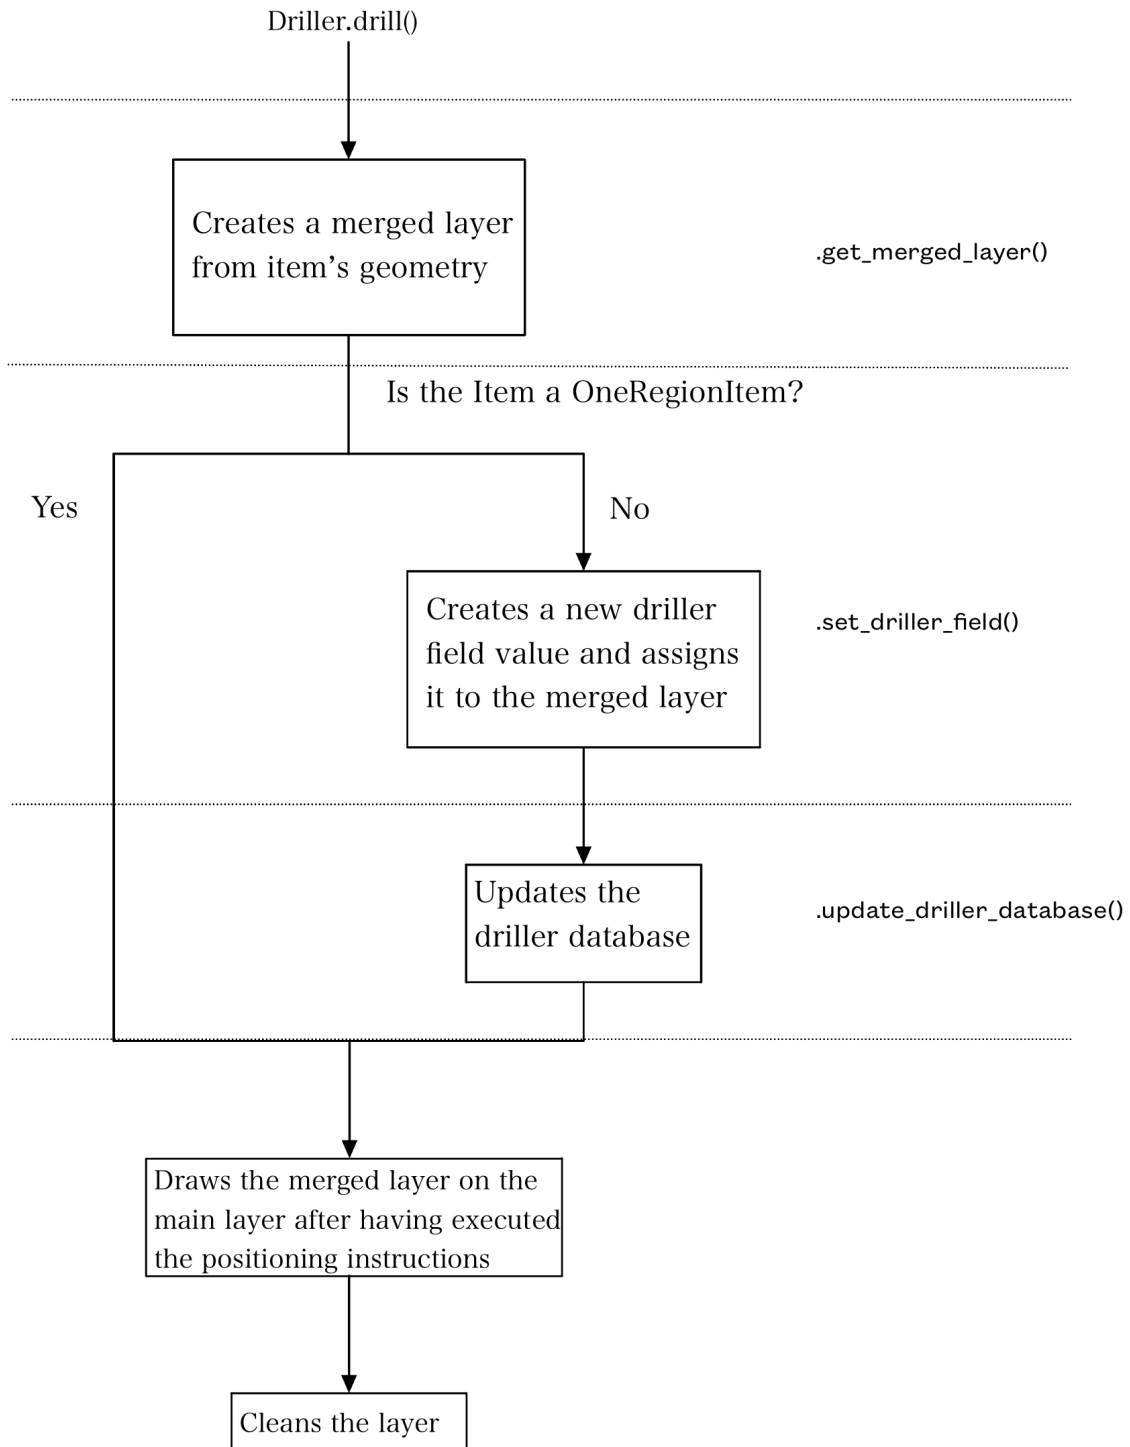 Driller.drill()
Creates a merged layer
from item’s geometry
.get_merged_layer()
Is the Item a OneRegionItem?
Yes
No
Creates a new driller
field value and assigns
it to the merged layer
.set_driller_field()
Updates the
driller database
.update_driller_database()
Draws the merged layer on the
main layer after having executed
the positioning instructions
Cleans the layer